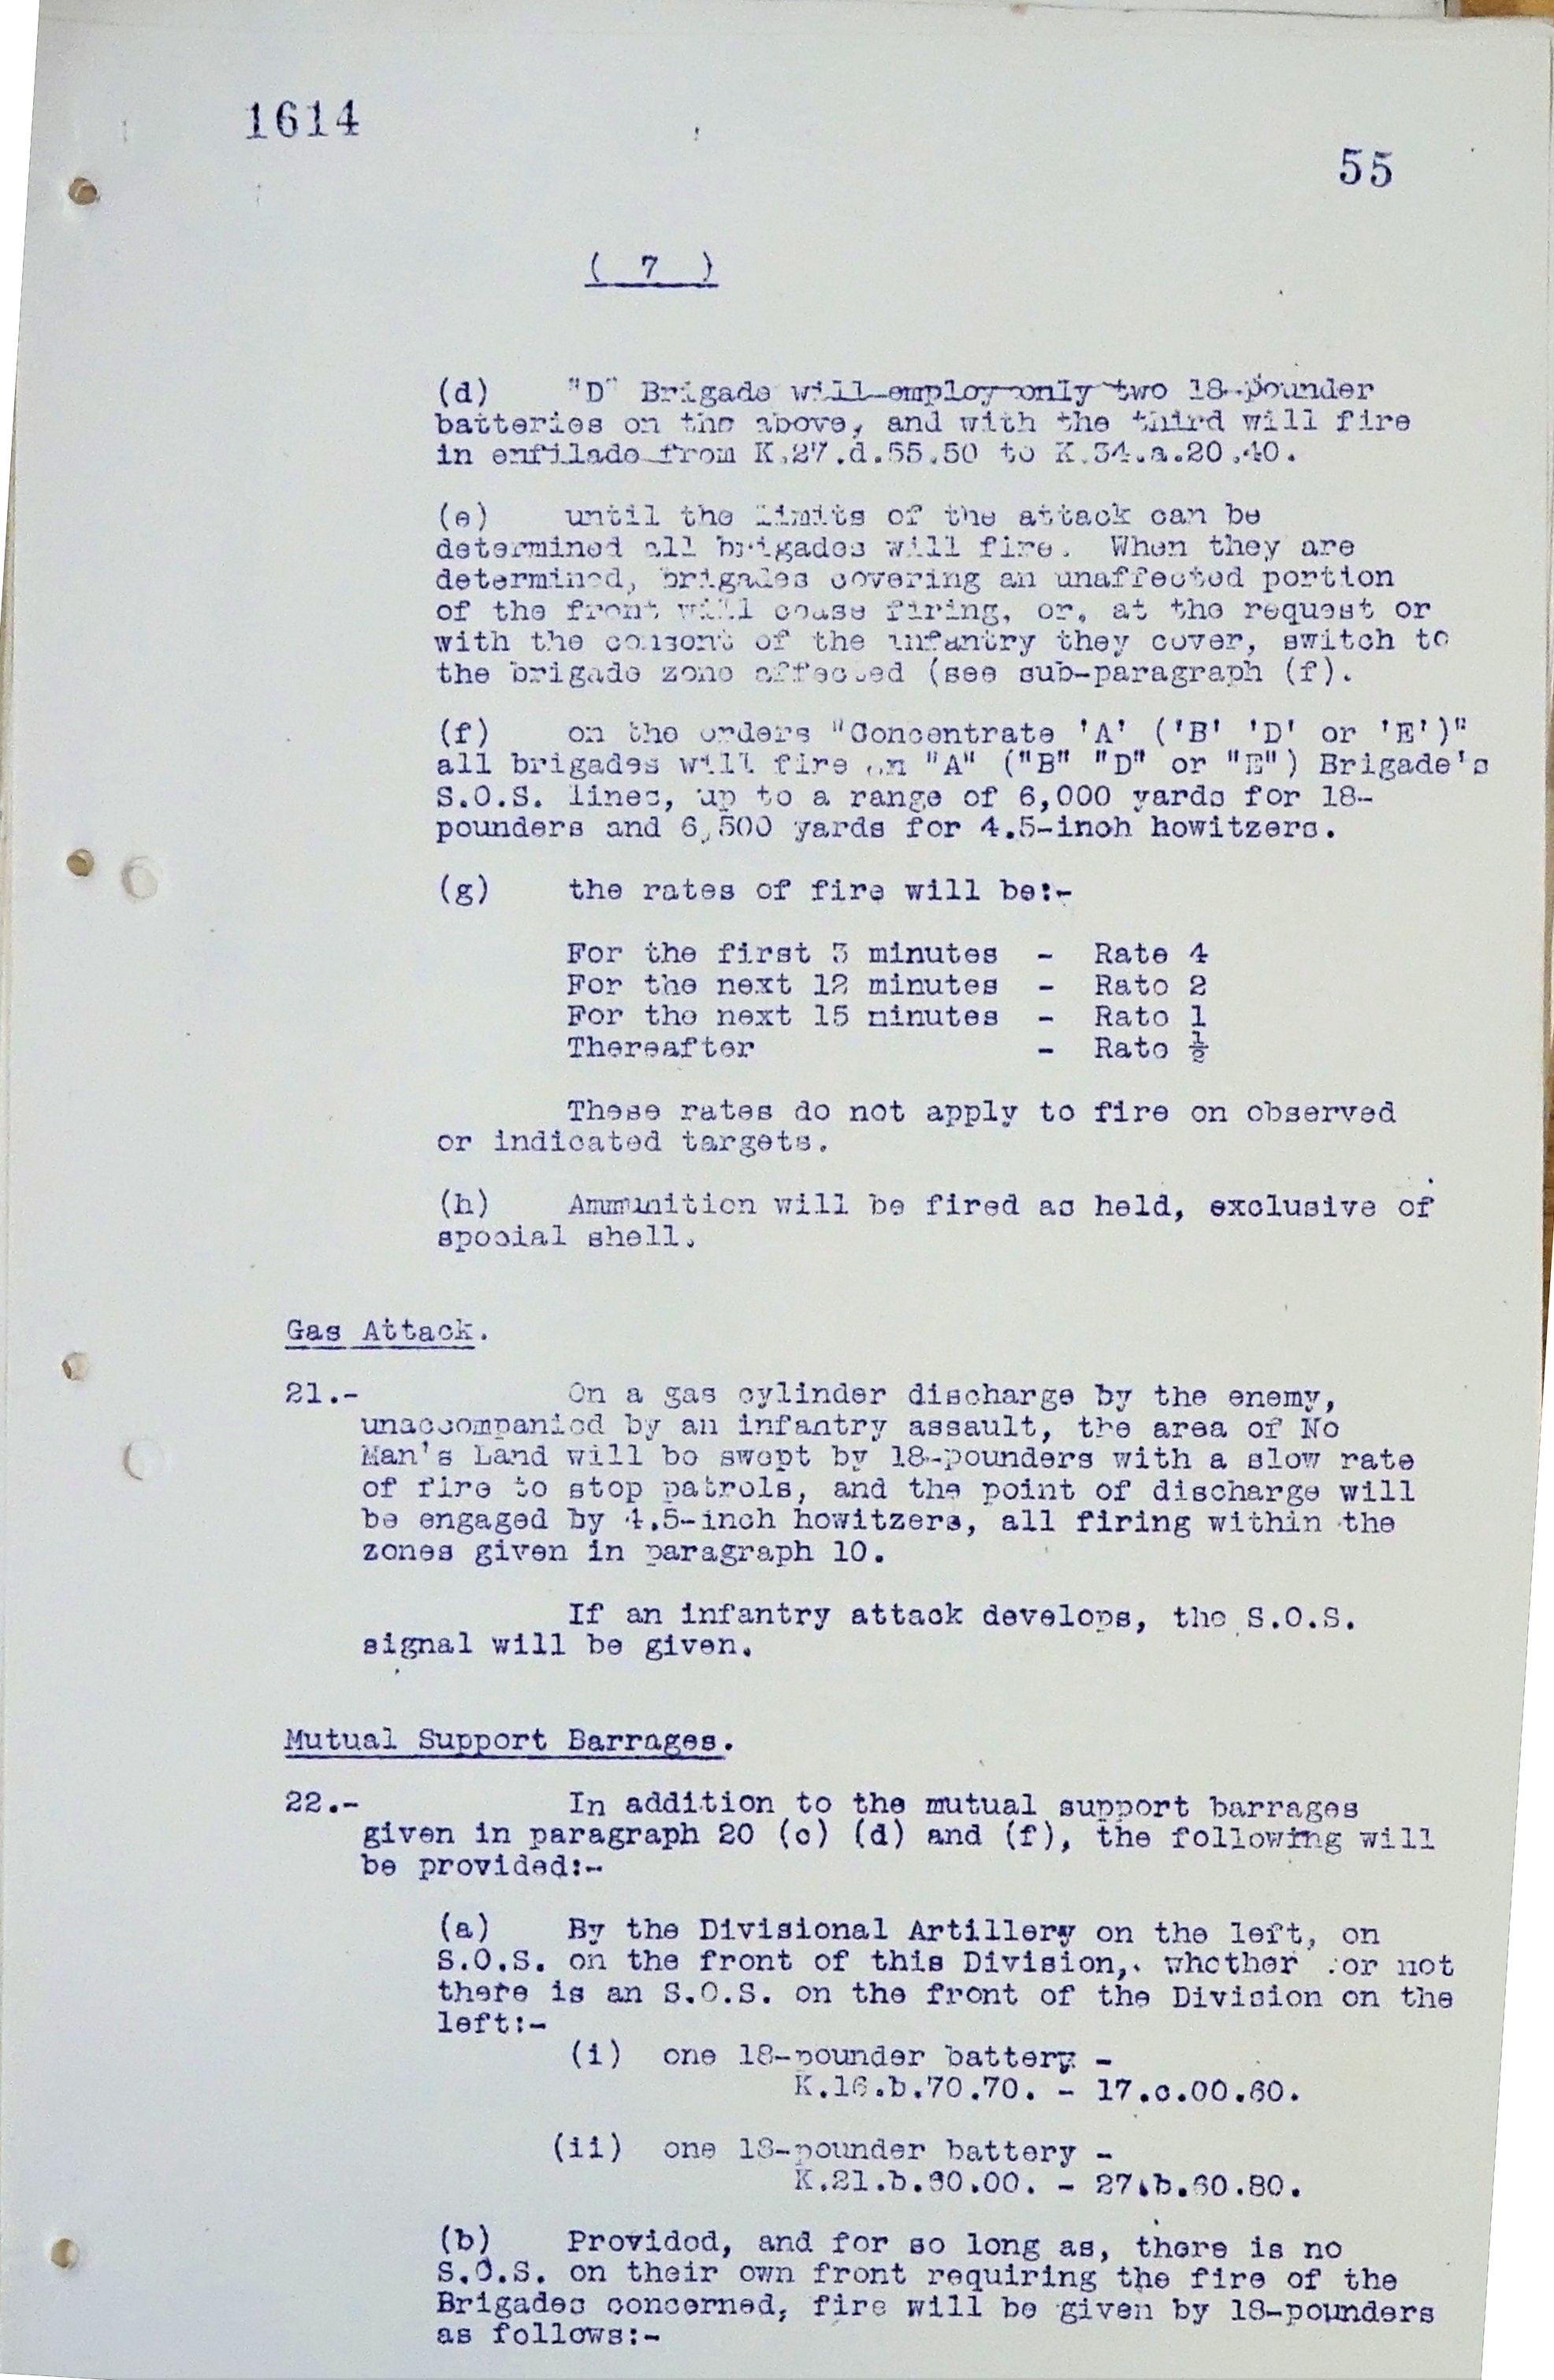 1614
55
( 7 )
(d) "D" Brigade will employ only two 18-pounder
batteries on the above, and with the third will fire
in enfilade from K.27.d.55.50 to K.34.a.20.40.
(e) until the limits of the attack can be
determined all brigades will fire. When they are
determined, brigades covering an unaffected portion
of the front will cease firing, or, at the request or
with the consent of the infantry they cover, switch to
the brigade zone affected (see sub-paragraph (f).
(f) on the orders "Concentrate 'A' ('B' 'D' or 'E')"
all brigades will fire on "A" ("B" "D" or "E") Brigade's
S.O.S. lines, up to a range of 6,000 yards for 18-
pounders and 6,500 yards for 4.5-inch howitzers.
(g) the rates of fire will be:-
For the first 3 minutes - Rate 4
For the next 12 minutes - Rate 2
For the next 15 minutes - Rate 1
Thereafter - Rate ½
These rates do not apply to fire on observed
or indicated targets.
(h) Ammunition will be fired as held, exclusive of
special shell.
Gas Attack.
21.- On a gas cylinder discharge by the enemy,
unaccompanied by an infantry assault, the area of No
Man's Land will be swept by 18-pounders with a slow rate
of fire to stop patrols, and the point of discharge will
be engaged by 4.5-inch howitzers, all firing within the
zones given in paragraph 10.
If an infantry attack develops, the S.O.S.
signal will be given.
Mutual Support Barrages.
22.- In addition to the mutual support barrages
given in paragraph 20 (c) (d) and (f), the following will
be provided:-
(a) By the Divisional Artillery on the left, on
S.O.S. on the front of this Division, whether or not
there is an S.O.S. on the front of the Division on the
left:-
(i) one 18-pounder battery -
K.16.b.70.70. - 17.c.00.60.
(ii) one 18-pounder battery -
K.21.b.90.00. - 27.b.60.80.
(b) Provided, and for so long as, there is no
S.O.S. on their own front requiring the fire of the
Brigades concerned, fire will be given by 18-pounders
as follows:-